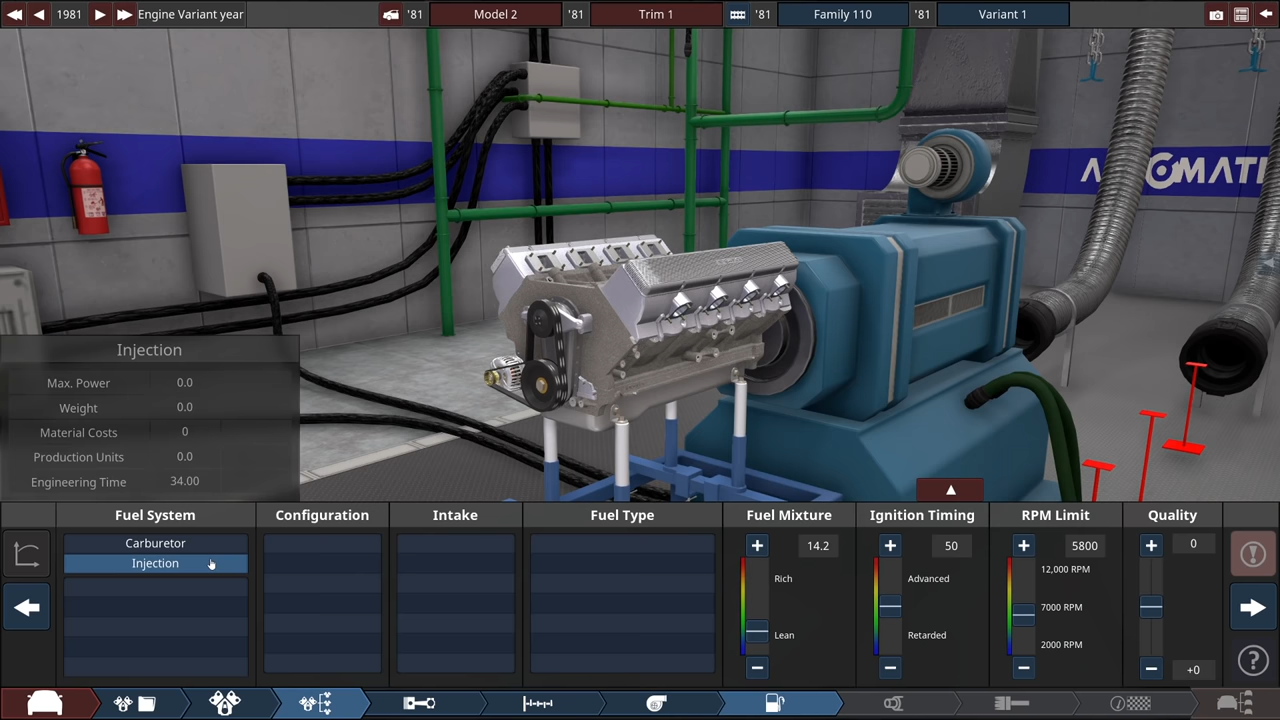 1981 Engine Variant year '81 Model 2 '81 Trim 1 '81 Family 110 '81 Variant 1
Injection
Max. Power 0.0
Weight 0.0
Material Costs 0
Production Units 0.0
Engineering Time 34.00
Fuel System Configuration Intake Fuel Type Fuel Mixture Ignition Timing RPM Limit Quality
Carburetor
Injection
14.2
Rich
Lean
50
Advanced
Retarded
5800
12,000 RPM
7000 RPM
2000 RPM
0
+0